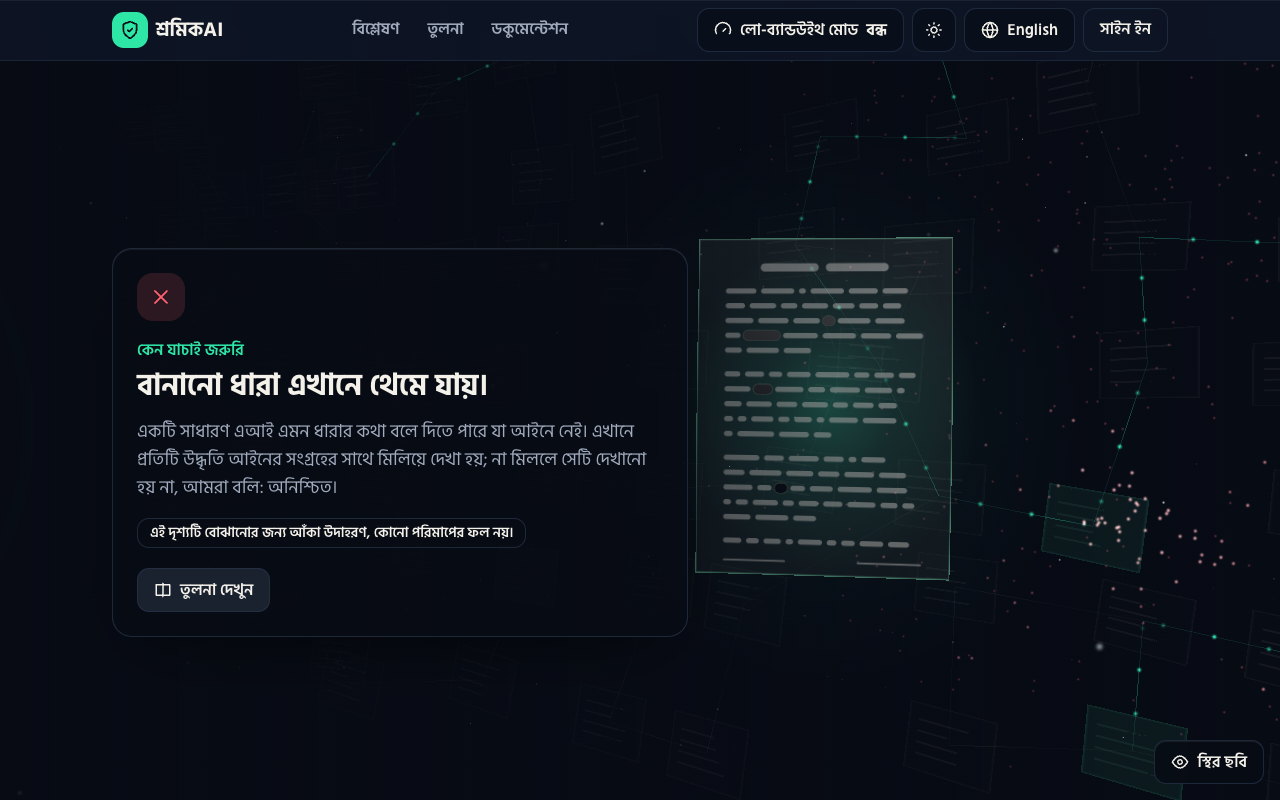 শ্রমিকAI
বিশ্লেষণ
তুলনা
ডকুমেন্টেশন
লো-ব্যান্ডউইথ মোড বন্ধ
English
সাইন ইন
কেন যাচাই জরুরি
বানানো ধারা এখানে থেমে যায়।
একটি সাধারণ এআই এমন ধারার কথা বলে দিতে পারে যা আইনে নেই। এখানে
প্রতিটি উদ্ধৃতি আইনের সংগ্রহের সাথে মিলিয়ে দেখা হয়; না মিললে সেটি দেখানো
হয় না, আমরা বলি: অনিশ্চিত।
এই দৃশ্যটি বোঝানোর জন্য আঁকা উদাহরণ, কোনো পরিমাপের ফল নয়।
তুলনা দেখুন
স্থির ছবি